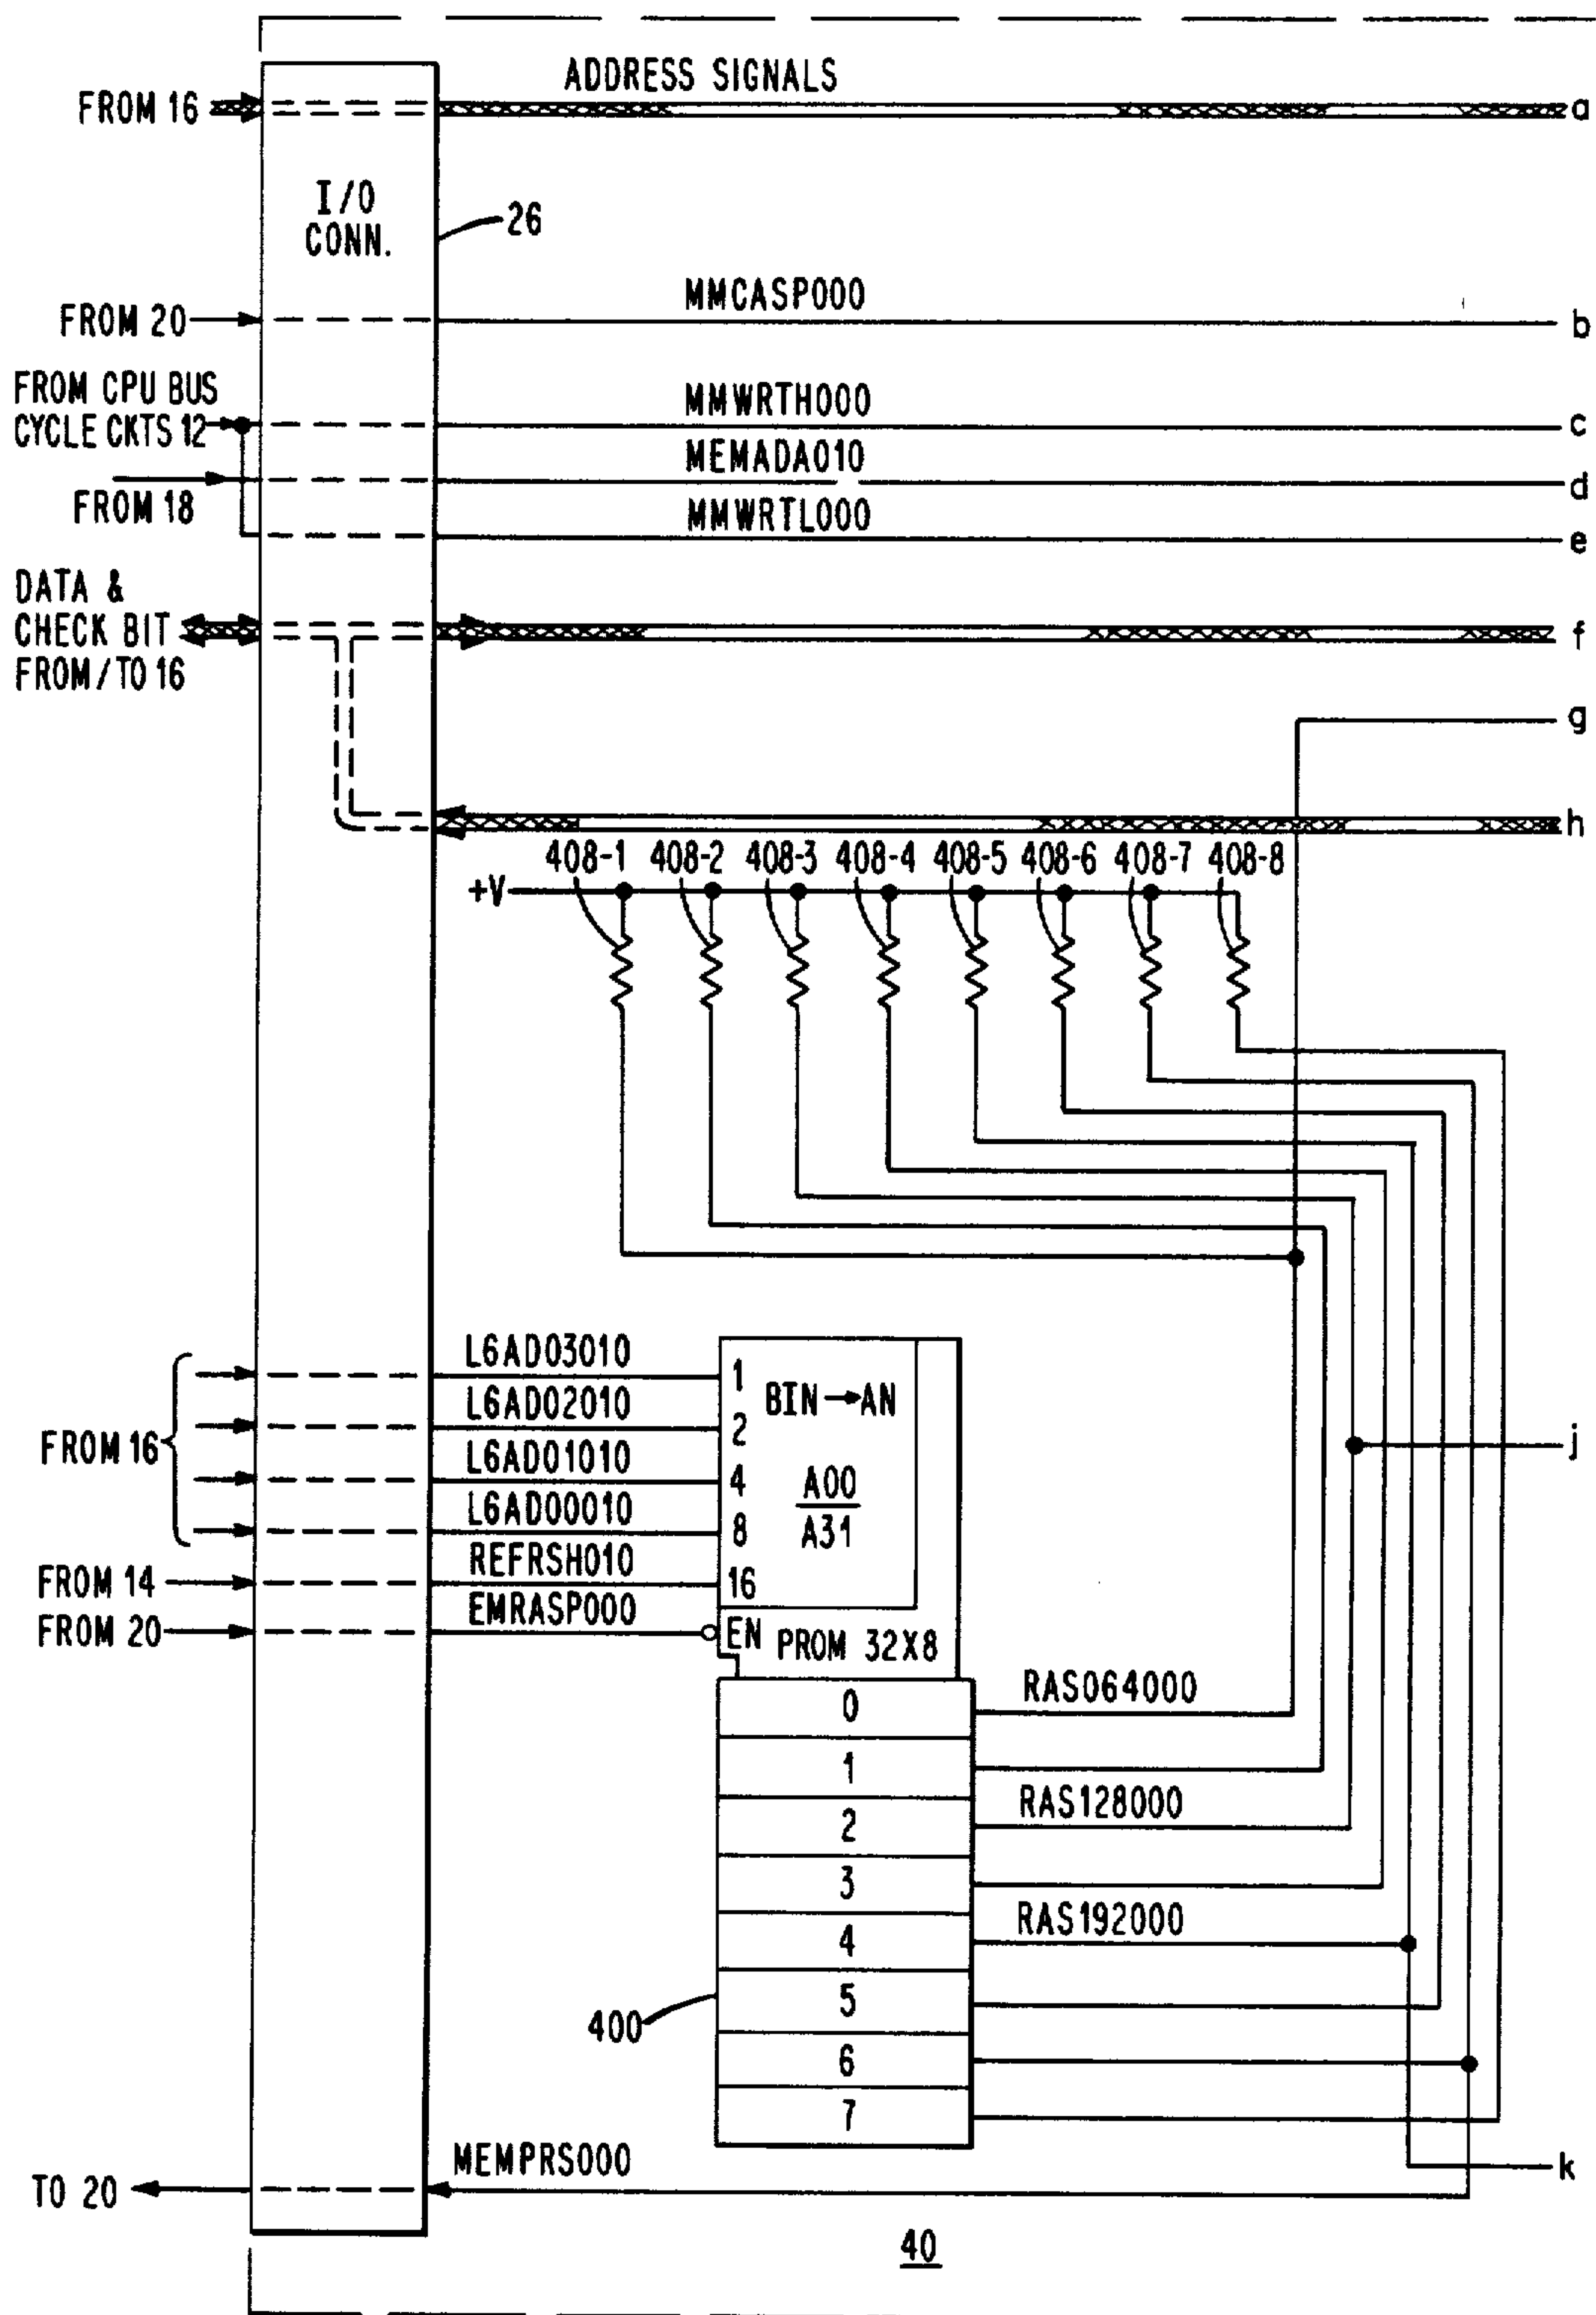 ADDRESS SIGNALS
FROM 16
a
I/O
CONN.
26
FROM 20
MMCASP000
b
FROM CPU BUS
CYCLE CKTS 12
MMWRTH000
c
MEMADA010
d
FROM 18
MMWRTL000
e
DATA &
CHECK BIT
FROM/TO 16
f
g
h
408-1 408-2 408-3 408-4 408-5 408-6 408-7 408-8
+V
FROM 16
L6AD03010
1
BIN→AN
L6AD02010
2
L6AD01010
4
A00
A31
L6AD00010
8
j
FROM 14
REFRSH010
16
FROM 20
EMRASP000
EN PROM 32X8
0
RAS064000
1
2
RAS128000
3
4
RAS192000
5
400
6
7
MEMPRS000
TO 20
k
40